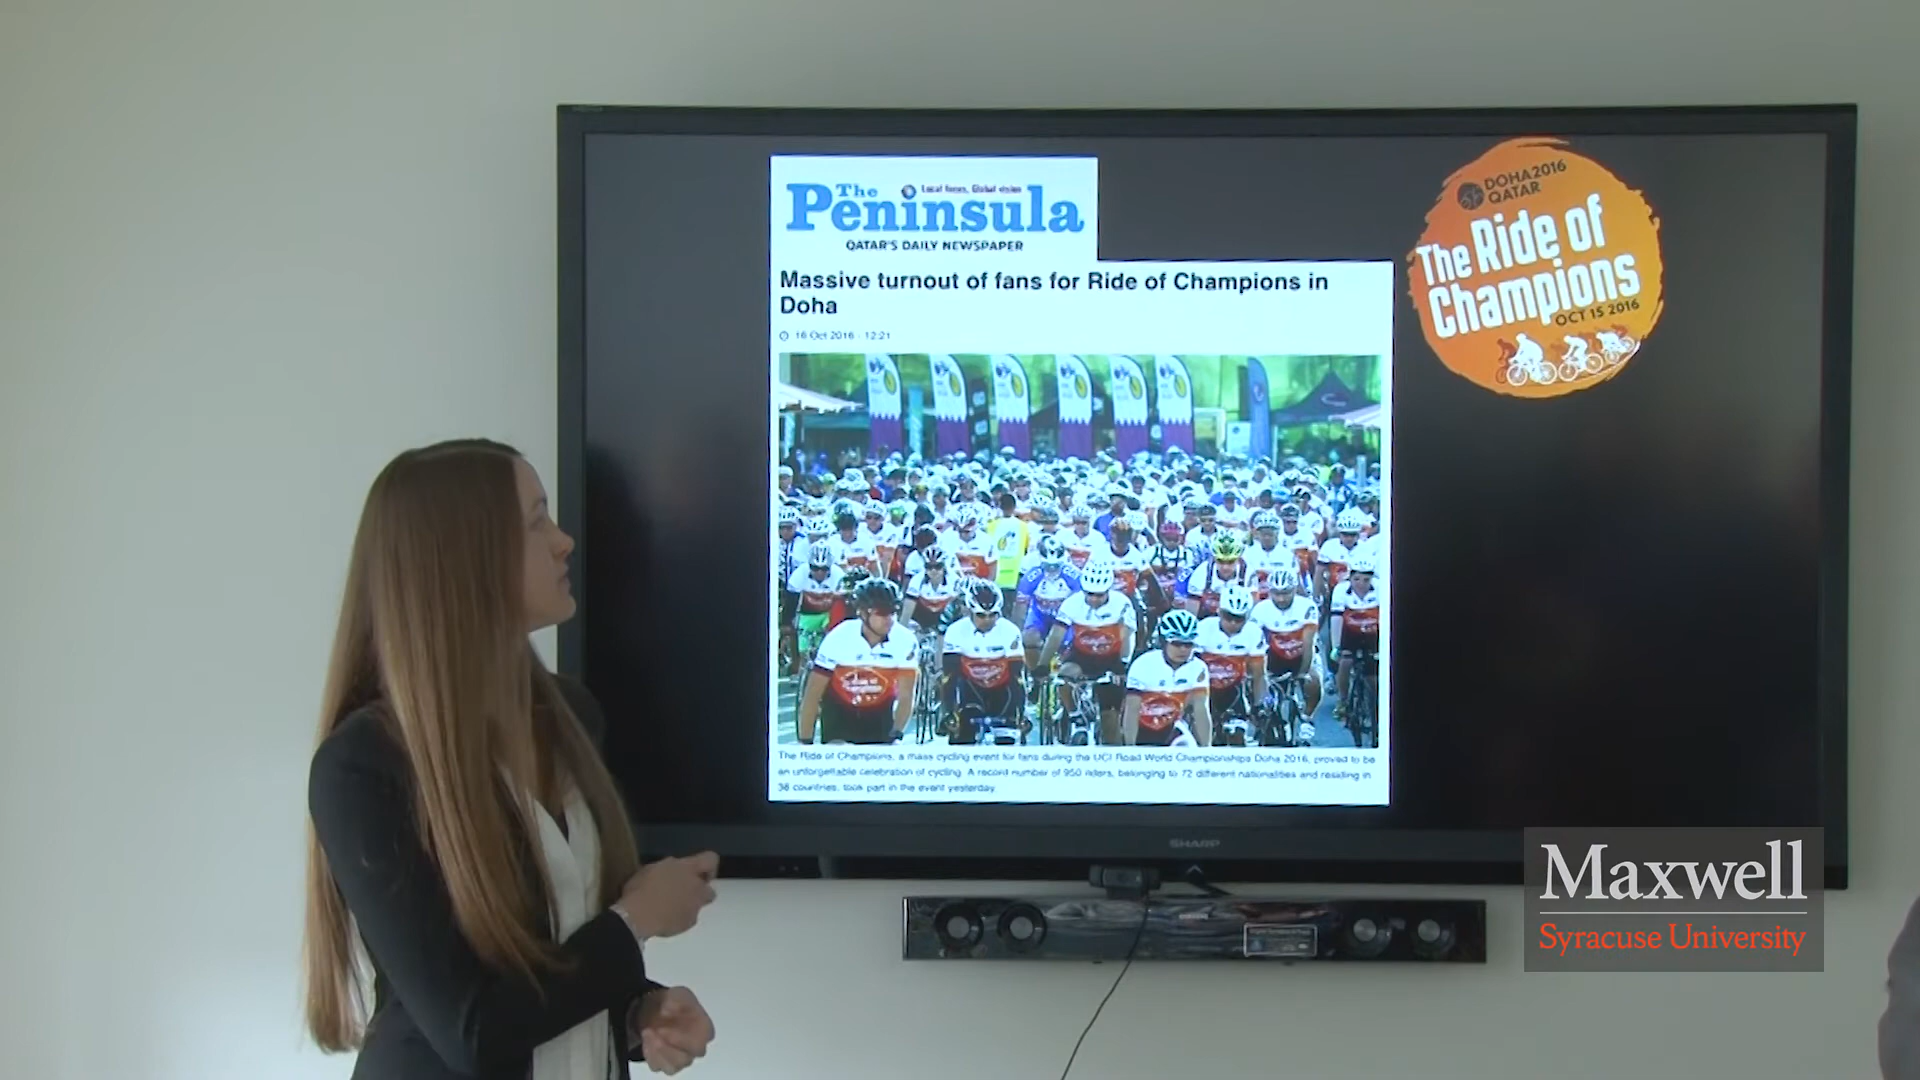 The
Local focus, Global vision
Peninsula
QATAR'S DAILY NEWSPAPER
Massive turnout of fans for Ride of Champions in
Doha
16 Oct 2016 - 12:21
The Ride of Champions, a mass cycling event for fans during the UCI Road World Championships Doha 2016, proved to be
an unforgettable celebration of cycling. A record number of 950 riders, belonging to 72 different nationalities and residing in
38 countries, took part in the event yesterday.
DOHA2016
QATAR
The Ride of
Champions
OCT 15 2016
SHARP
Maxwell
Syracuse University